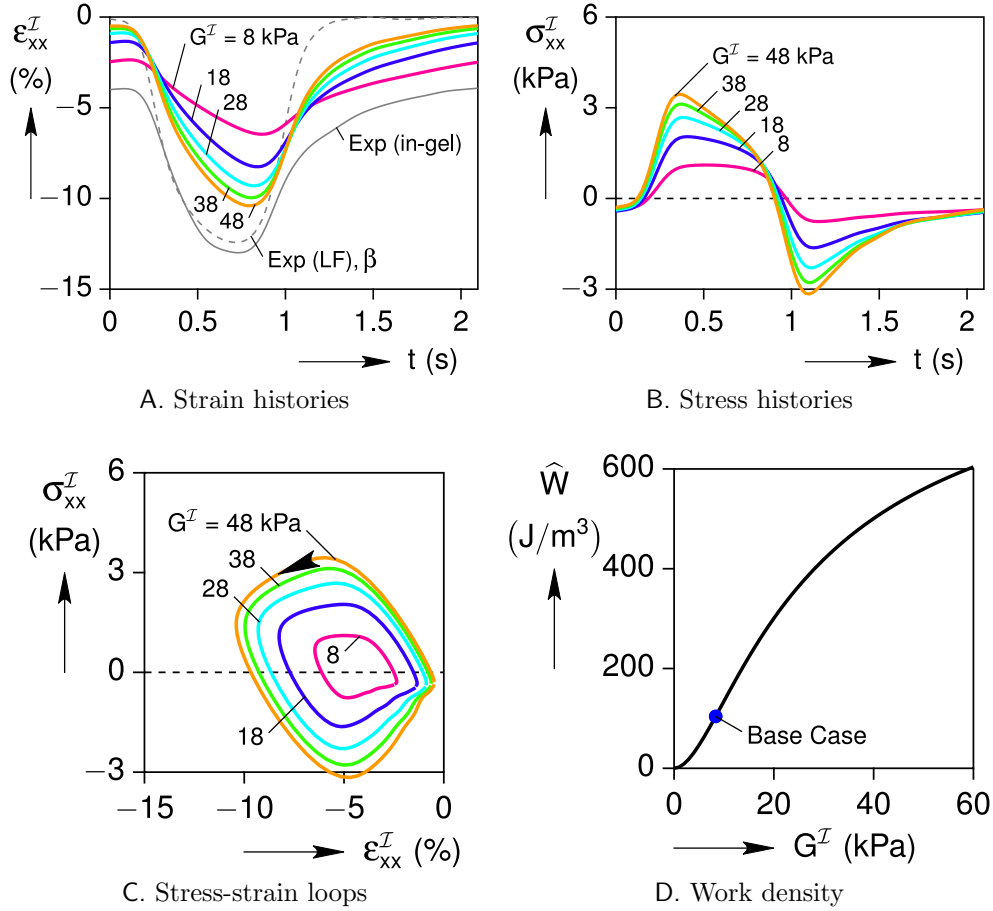 ε^I_xx (%)
0
−5
−10
−15
G^I = 8 kPa
18
28
38
48
Exp (in-gel)
Exp (LF), β
0 0.5 1 1.5 2
t (s)
A. Strain histories
σ^I_xx (kPa)
6
3
0
−3
G^I = 48 kPa
38
28
18
8
0 0.5 1 1.5 2
t (s)
B. Stress histories
σ^I_xx (kPa)
6
3
0
−3
G^I = 48 kPa
38
28
8
18
−15 −10 −5 0
ε^I_xx (%)
C. Stress-strain loops
Ŵ (J/m³)
600
400
200
0
Base Case
0 20 40 60
G^I (kPa)
D. Work density